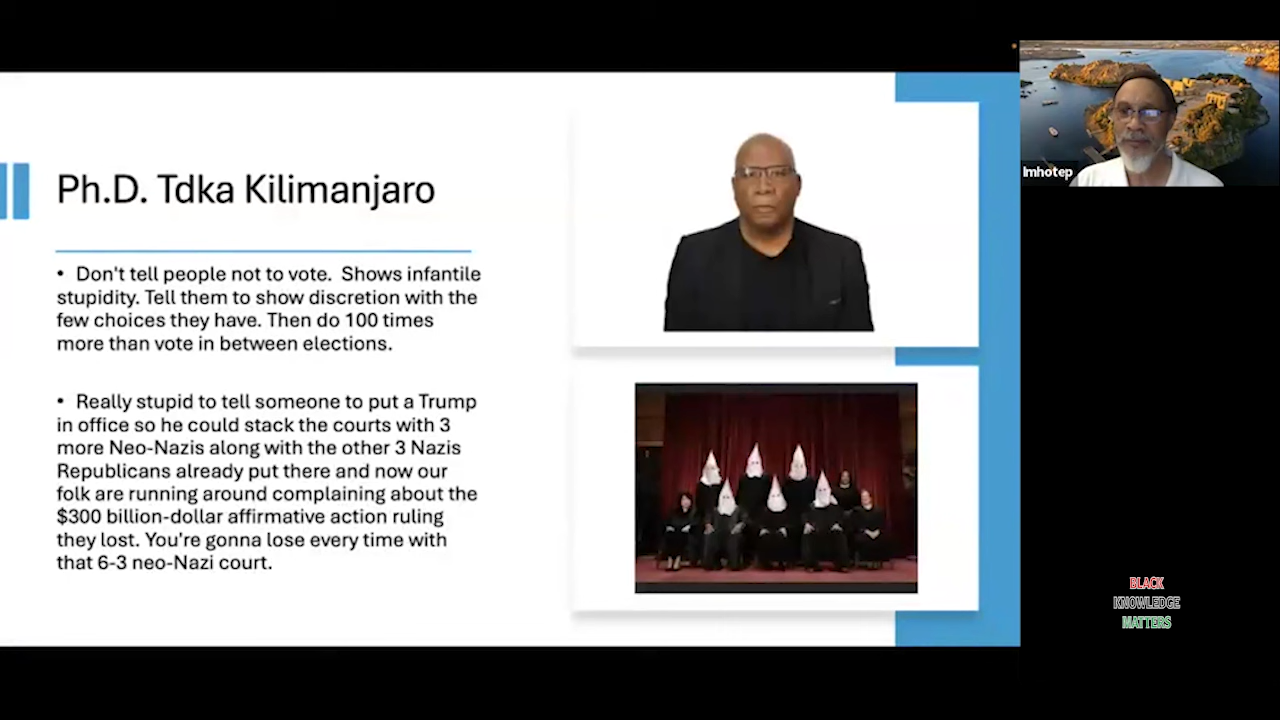 Ph.D. Tdka Kilimanjaro
• Don't tell people not to vote. Shows infantile
stupidity. Tell them to show discretion with the
few choices they have. Then do 100 times
more than vote in between elections.
• Really stupid to tell someone to put a Trump
in office so he could stack the courts with 3
more Neo-Nazis along with the other 3 Nazis
Republicans already put there and now our
folk are running around complaining about the
$300 billion-dollar affirmative action ruling
they lost. You're gonna lose every time with
that 6-3 neo-Nazi court.
Imhotep
BLACK
KNOWLEDGE
MATTERS